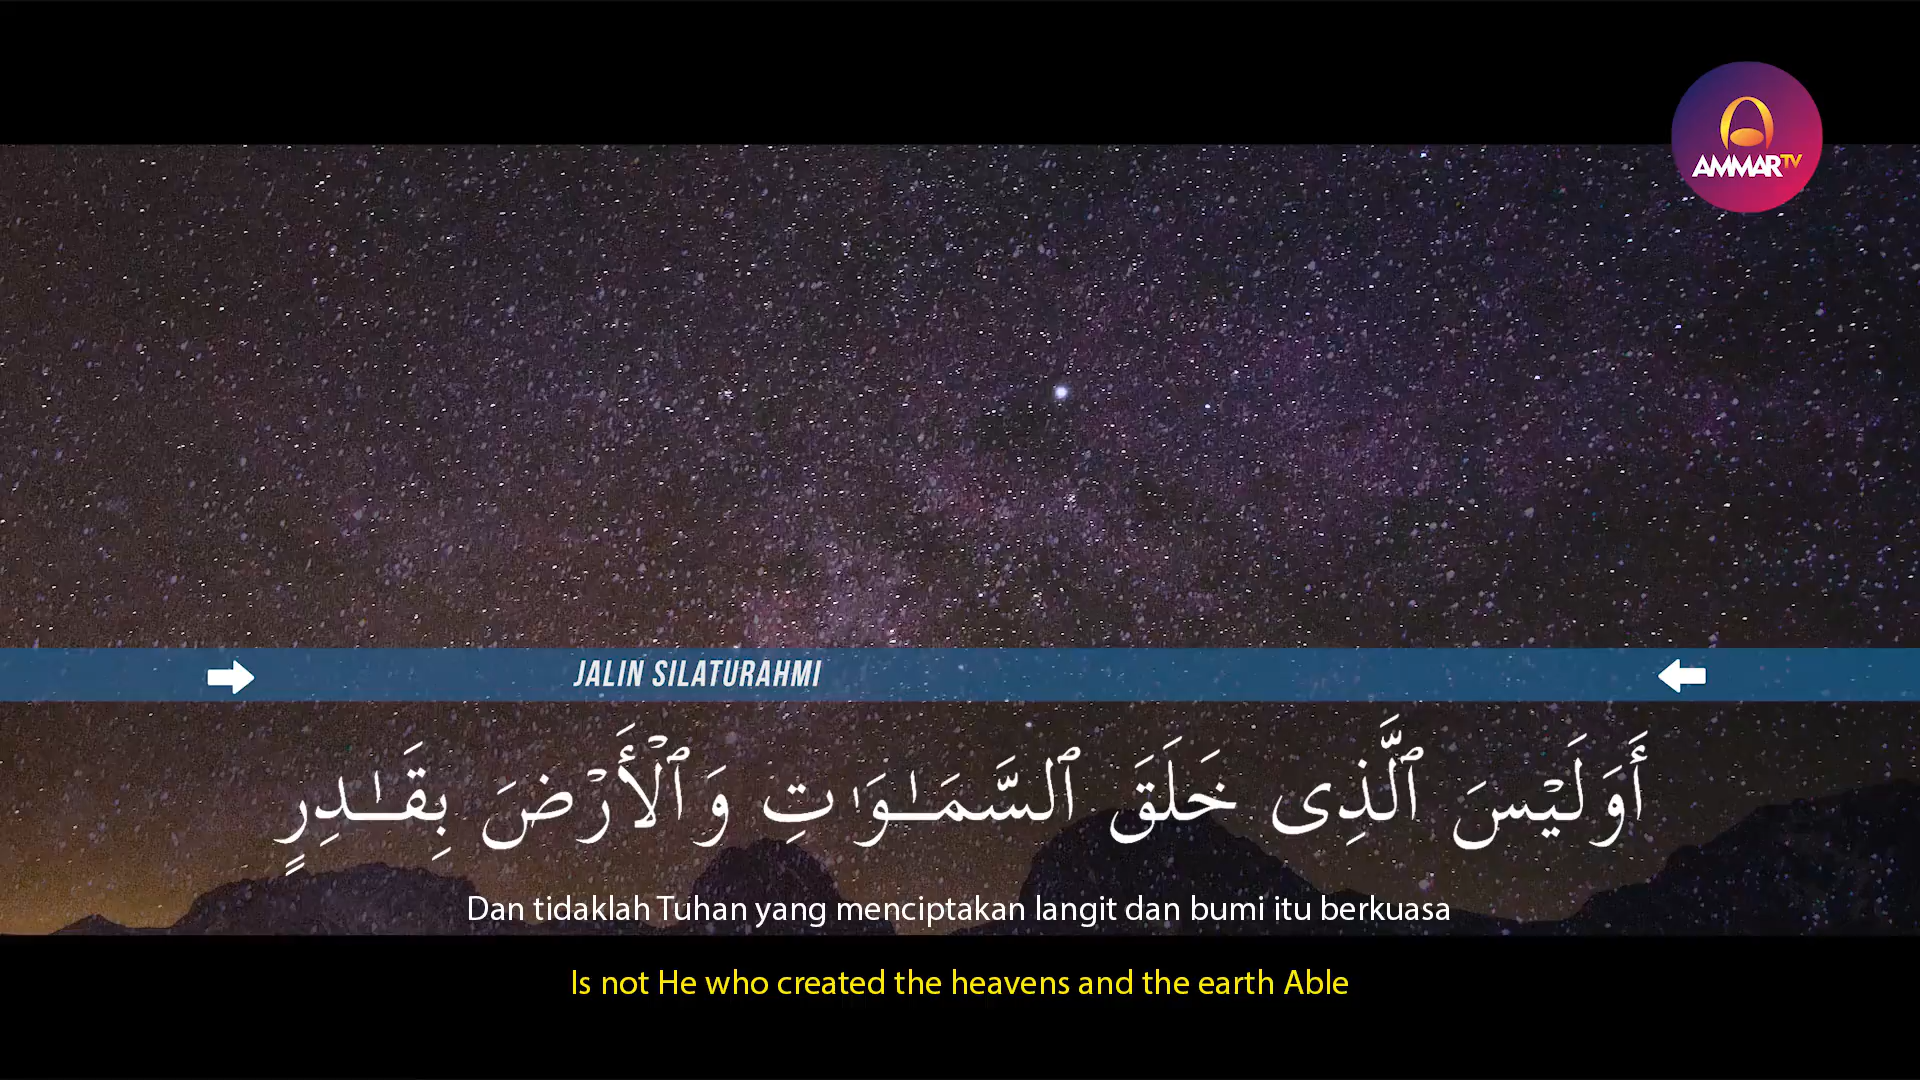 AMMARTV
JALIN SILATURAHMI
أَوَلَيْسَ ٱلَّذِى خَلَقَ ٱلسَّمَـٰوَٰتِ وَٱلْأَرْضَ بِقَـٰدِرٍ
Dan tidaklah Tuhan yang menciptakan langit dan bumi itu berkuasa
Is not He who created the heavens and the earth Able